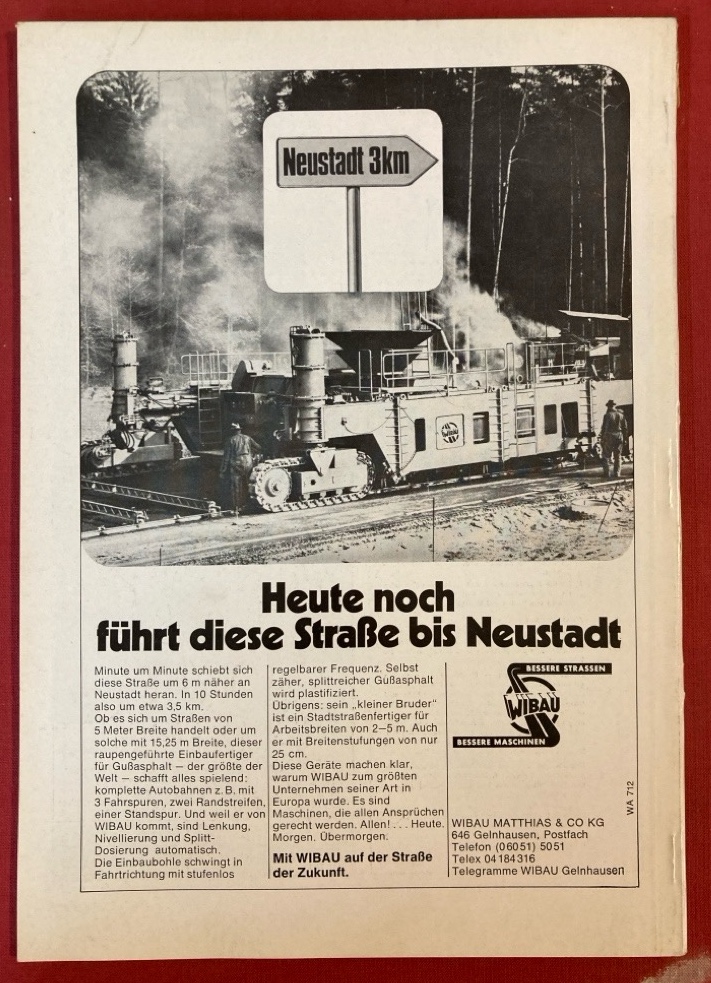 Neustadt 3km
WIBAU
Heute noch
führt diese Straße bis Neustadt
Minute um Minute schiebt sich
diese Straße um 6 m näher an
Neustadt heran. In 10 Stunden
also um etwa 3,5 km.
Ob es sich um Straßen von
5 Meter Breite handelt oder um
solche mit 15,25 m Breite, dieser
raupengeführte Einbaufertiger
für Gußasphalt – der größte der
Welt – schafft alles spielend:
komplette Autobahnen z. B. mit
3 Fahrspuren, zwei Randstreifen,
einer Standspur. Und weil er von
WIBAU kommt, sind Lenkung,
Nivellierung und Splitt-
Dosierung automatisch.
Die Einbaubohle schwingt in
Fahrtrichtung mit stufenlos
regelbarer Frequenz. Selbst
zäher, splittreicher Gußasphalt
wird plastifiziert.
Übrigens: sein „kleiner Bruder"
ist ein Stadtstraßenfertiger für
Arbeitsbreiten von 2–5 m. Auch
er mit Breitenstufungen von nur
25 cm.
Diese Geräte machen klar,
warum WIBAU zum größten
Unternehmen seiner Art in
Europa wurde. Es sind
Maschinen, die allen Ansprüchen
gerecht werden. Allen! . . . Heute.
Morgen. Übermorgen.
Mit WIBAU auf der Straße
der Zukunft.
BESSERE STRASSEN
WIBAU
BESSERE MASCHINEN
WA 712
WIBAU MATTHIAS & CO KG
646 Gelnhausen, Postfach
Telefon (06051) 5051
Telex 04184316
Telegramme WIBAU Gelnhausen